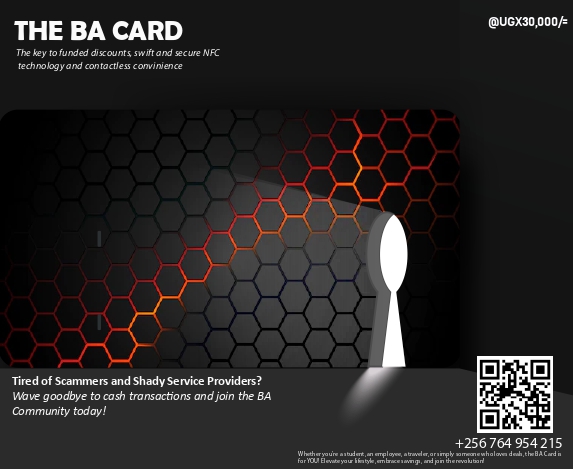 THE BA CARD
@UGX30,000/=
The key to funded discounts, swift and secure NFC
technology and contactless convinience
Tired of Scammers and Shady Service Providers?
Wave goodbye to cash transactions and join the BA
Community today!
+256 764 954 215
Whether you're a student, an employee, a traveler, or simply someone who loves deals, the BA Card is
for YOU! Elevate your lifestyle, embrace savings, and join the revolution!